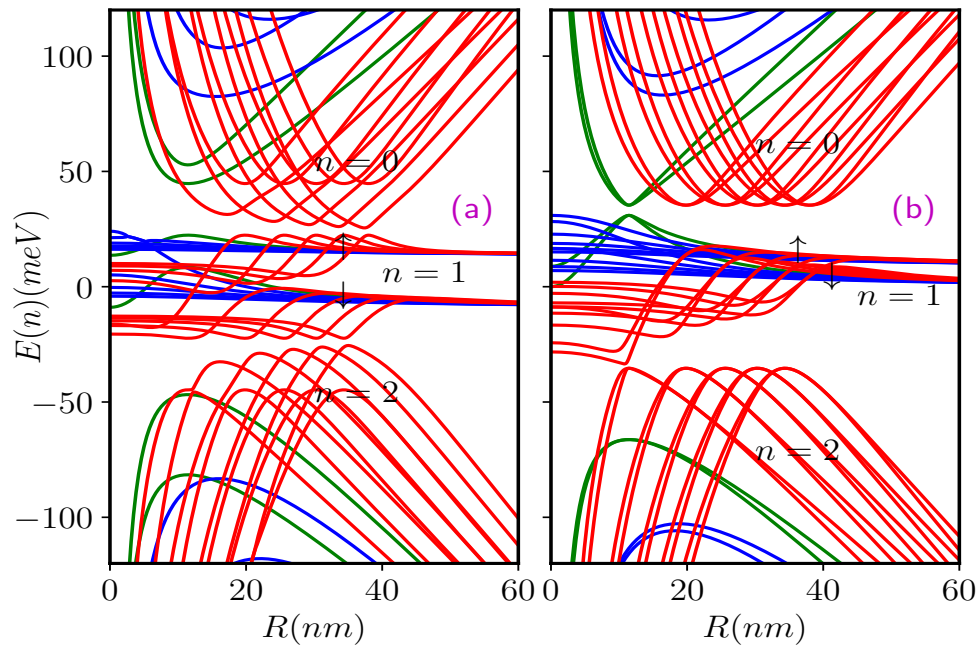 E(n)(meV)
100
50
0
−50
−100
n = 0
(a)
n = 1
↑
↓
n = 2
0
20
40
60
R(nm)
n = 0
(b)
↑
↓
n = 1
n = 2
0
20
40
60
R(nm)